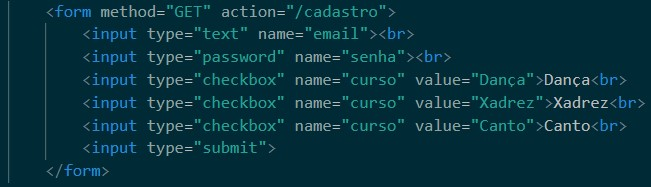 <form method="GET" action="/cadastro">
<input type="text" name="email"><br>
<input type="password" name="senha"><br>
<input type="checkbox" name="curso" value="Dança">Dança<br>
<input type="checkbox" name="curso" value="Xadrez">Xadrez<br>
<input type="checkbox" name="curso" value="Canto">Canto<br>
<input type="submit">
</form>